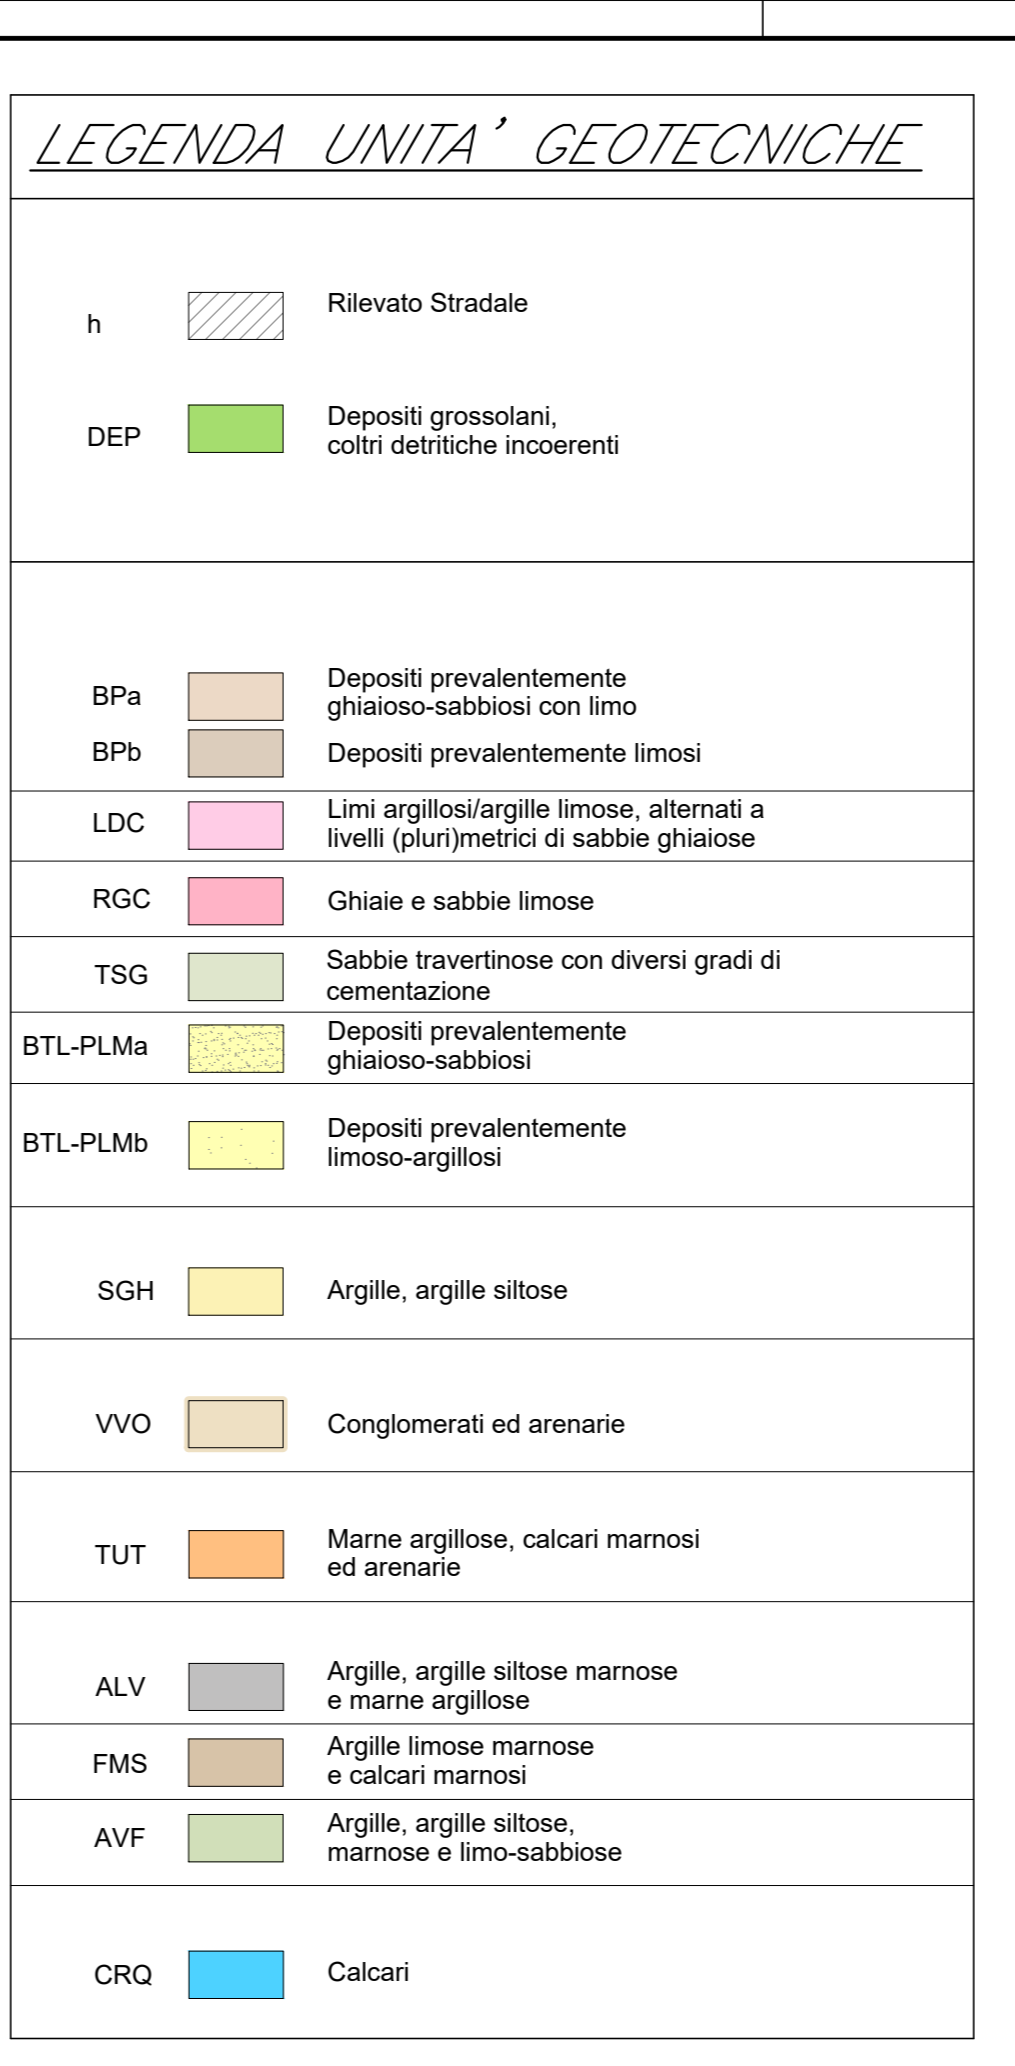 LEGENDA UNITA' GEOTECNICHE
h
Rilevato Stradale
DEP
Depositi grossolani,
coltri detritiche incoerenti
BPa
Depositi prevalentemente
ghiaioso-sabbiosi con limo
BPb
Depositi prevalentemente limosi
LDC
Limi argillosi/argille limose, alternati a
livelli (pluri)metrici di sabbie ghiaiose
RGC
Ghiaie e sabbie limose
TSG
Sabbie travertinose con diversi gradi di
cementazione
BTL-PLMa
Depositi prevalentemente
ghiaioso-sabbiosi
BTL-PLMb
Depositi prevalentemente
limoso-argillosi
SGH
Argille, argille siltose
VVO
Conglomerati ed arenarie
TUT
Marne argillose, calcari marnosi
ed arenarie
ALV
Argille, argille siltose marnose
e marne argillose
FMS
Argille limose marnose
e calcari marnosi
AVF
Argille, argille siltose,
marnose e limo-sabbiose
CRQ
Calcari